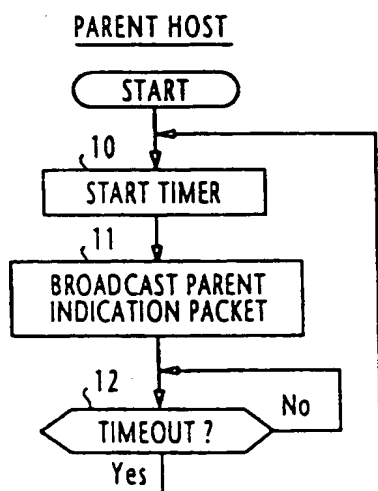 PARENT HOST
START
10
START TIMER
11
BROADCAST PARENT
INDICATION PACKET
12
TIMEOUT ?
No
Yes